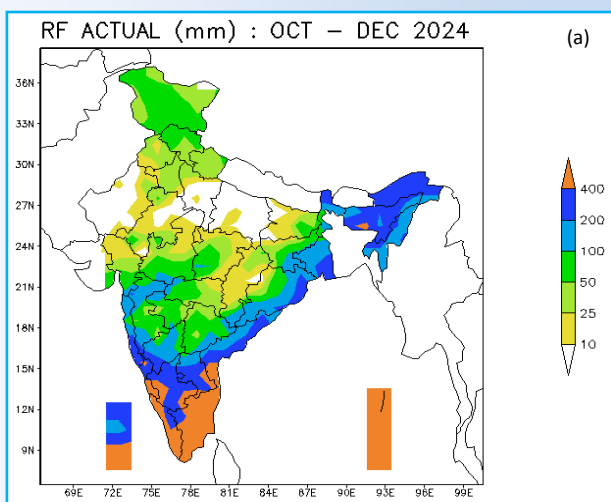 RF ACTUAL (mm) : OCT – DEC 2024
(a)
36N
33N
30N
27N
24N
21N
18N
15N
12N
9N
69E 72E 75E 78E 81E 84E 87E 90E 93E 96E 99E
400
200
100
50
25
10